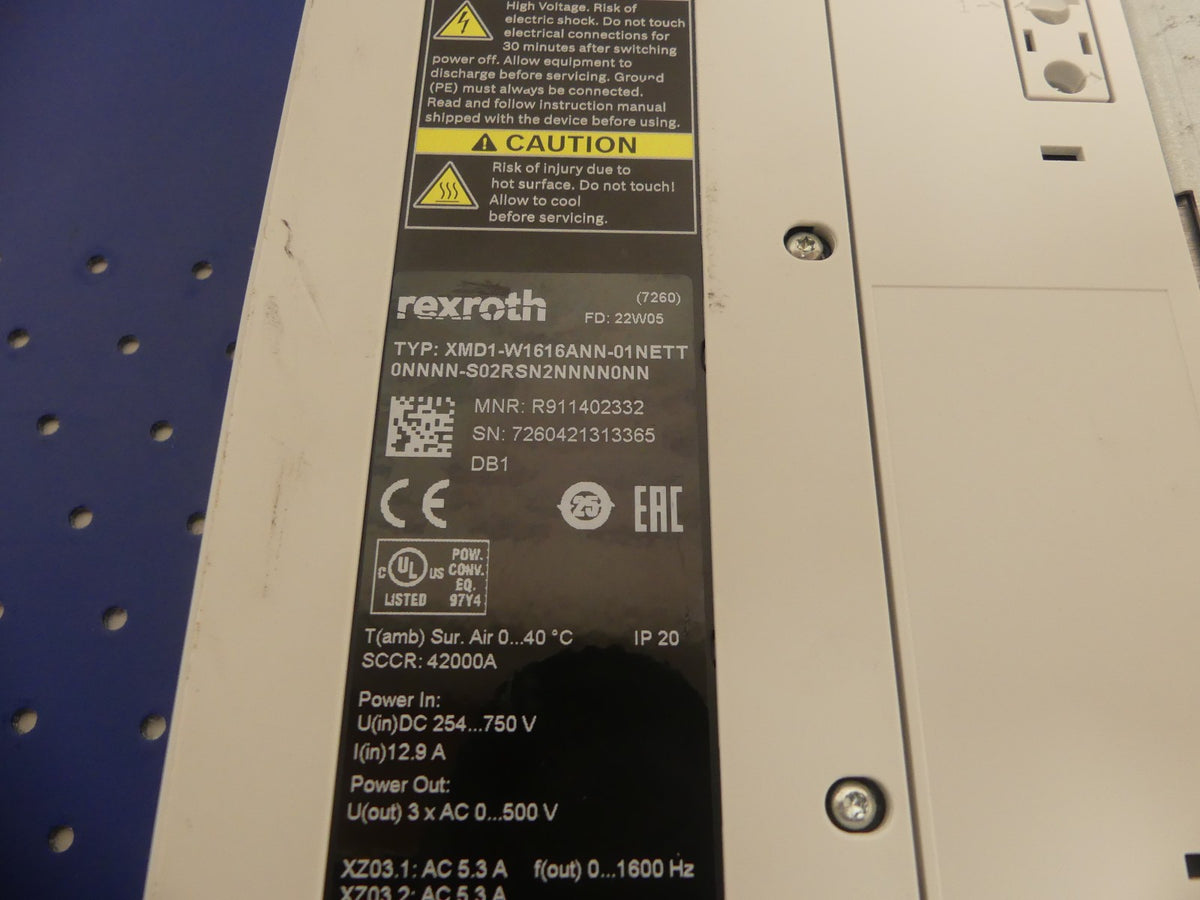 High Voltage. Risk of
electric shock. Do not touch
electrical connections for
30 minutes after switching
power off. Allow equipment to
discharge before servicing. Ground
(PE) must always be connected.
Read and follow instruction manual
shipped with the device before using.
CAUTION
Risk of injury due to
hot surface. Do not touch!
Allow to cool
before servicing.
rexroth
(7260)
FD: 22W05
TYP: XMD1-W1616ANN-01NETT
0NNNN-S02RSN2NNNN0NN
MNR: R911402332
SN: 7260421313365
DB1
CE
25
EAC
C UL US
LISTED
POW.
CONV.
EQ.
97Y4
T(amb) Sur. Air 0...40 °C IP 20
SCCR: 42000A
Power In:
U(in)DC 254...750 V
I(in)12.9 A
Power Out:
U(out) 3 x AC 0...500 V
XZ03.1: AC 5.3 A f(out) 0...1600 Hz
XZ03.2: AC 5.3 A